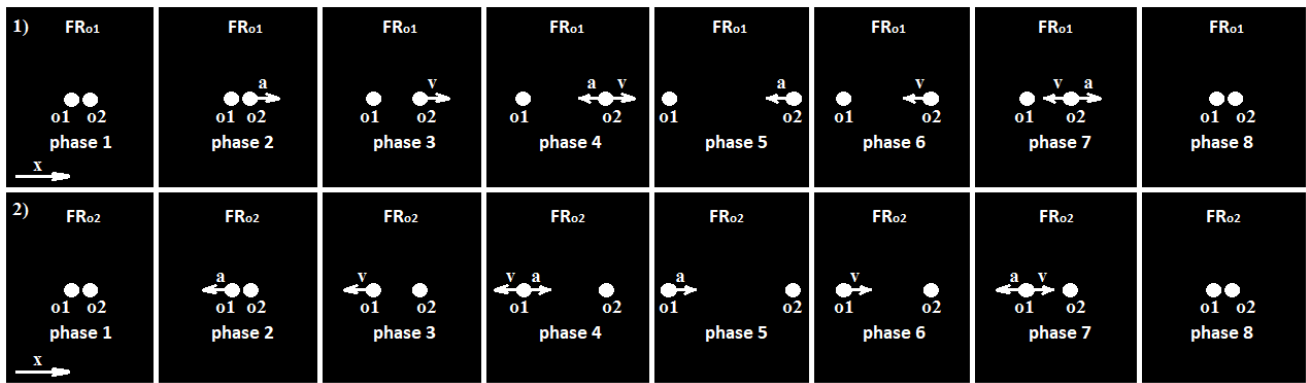 1) FRo1 FRo1 FRo1 FRo1 FRo1 FRo1 FRo1 FRo1
a v a v a v v a
o1 o2 o1 o2 o1 o2 o1 o2 o1 o2 o1 o2 o1 o2 o1 o2
phase 1 phase 2 phase 3 phase 4 phase 5 phase 6 phase 7 phase 8
x
2) FRo2 FRo2 FRo2 FRo2 FRo2 FRo2 FRo2 FRo2
a v v a a v a v
o1 o2 o1 o2 o1 o2 o1 o2 o1 o2 o1 o2 o1 o2 o1 o2
phase 1 phase 2 phase 3 phase 4 phase 5 phase 6 phase 7 phase 8
x